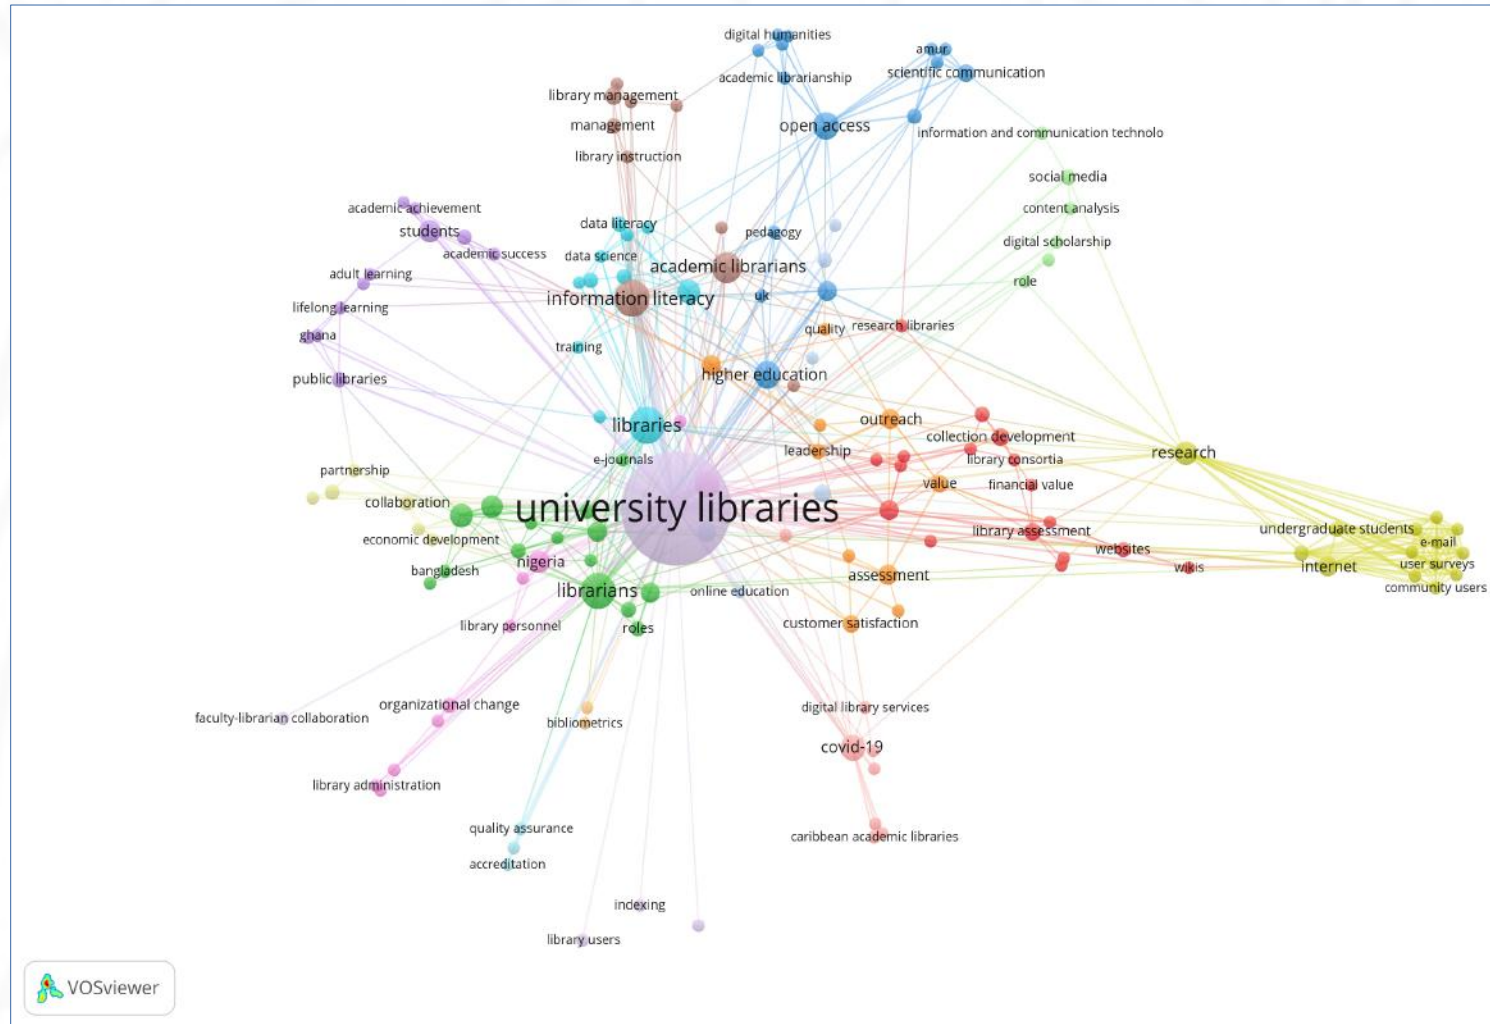 digital humanities
amur
scientific communication
academic librarianship
library management
open access
management
information and communication technolo
library instruction
social media
academic achievement
content analysis
data literacy
students
pedagogy
digital scholarship
academic success
data science
academic librarians
adult learning
role
information literacy
uk
lifelong learning
quality
research libraries
ghana
training
higher education
public libraries
libraries
outreach
collection development
leadership
research
e-journals
library consortia
partnership
value
financial value
collaboration
university libraries
library assessment
undergraduate students
economic development
e-mail
websites
nigeria
user surveys
bangladesh
assessment
wikis
internet
community users
librarians
online education
library personnel
roles
customer satisfaction
organizational change
digital library services
faculty-librarian collaboration
bibliometrics
covid-19
library administration
quality assurance
caribbean academic libraries
accreditation
indexing
library users
VOSviewer